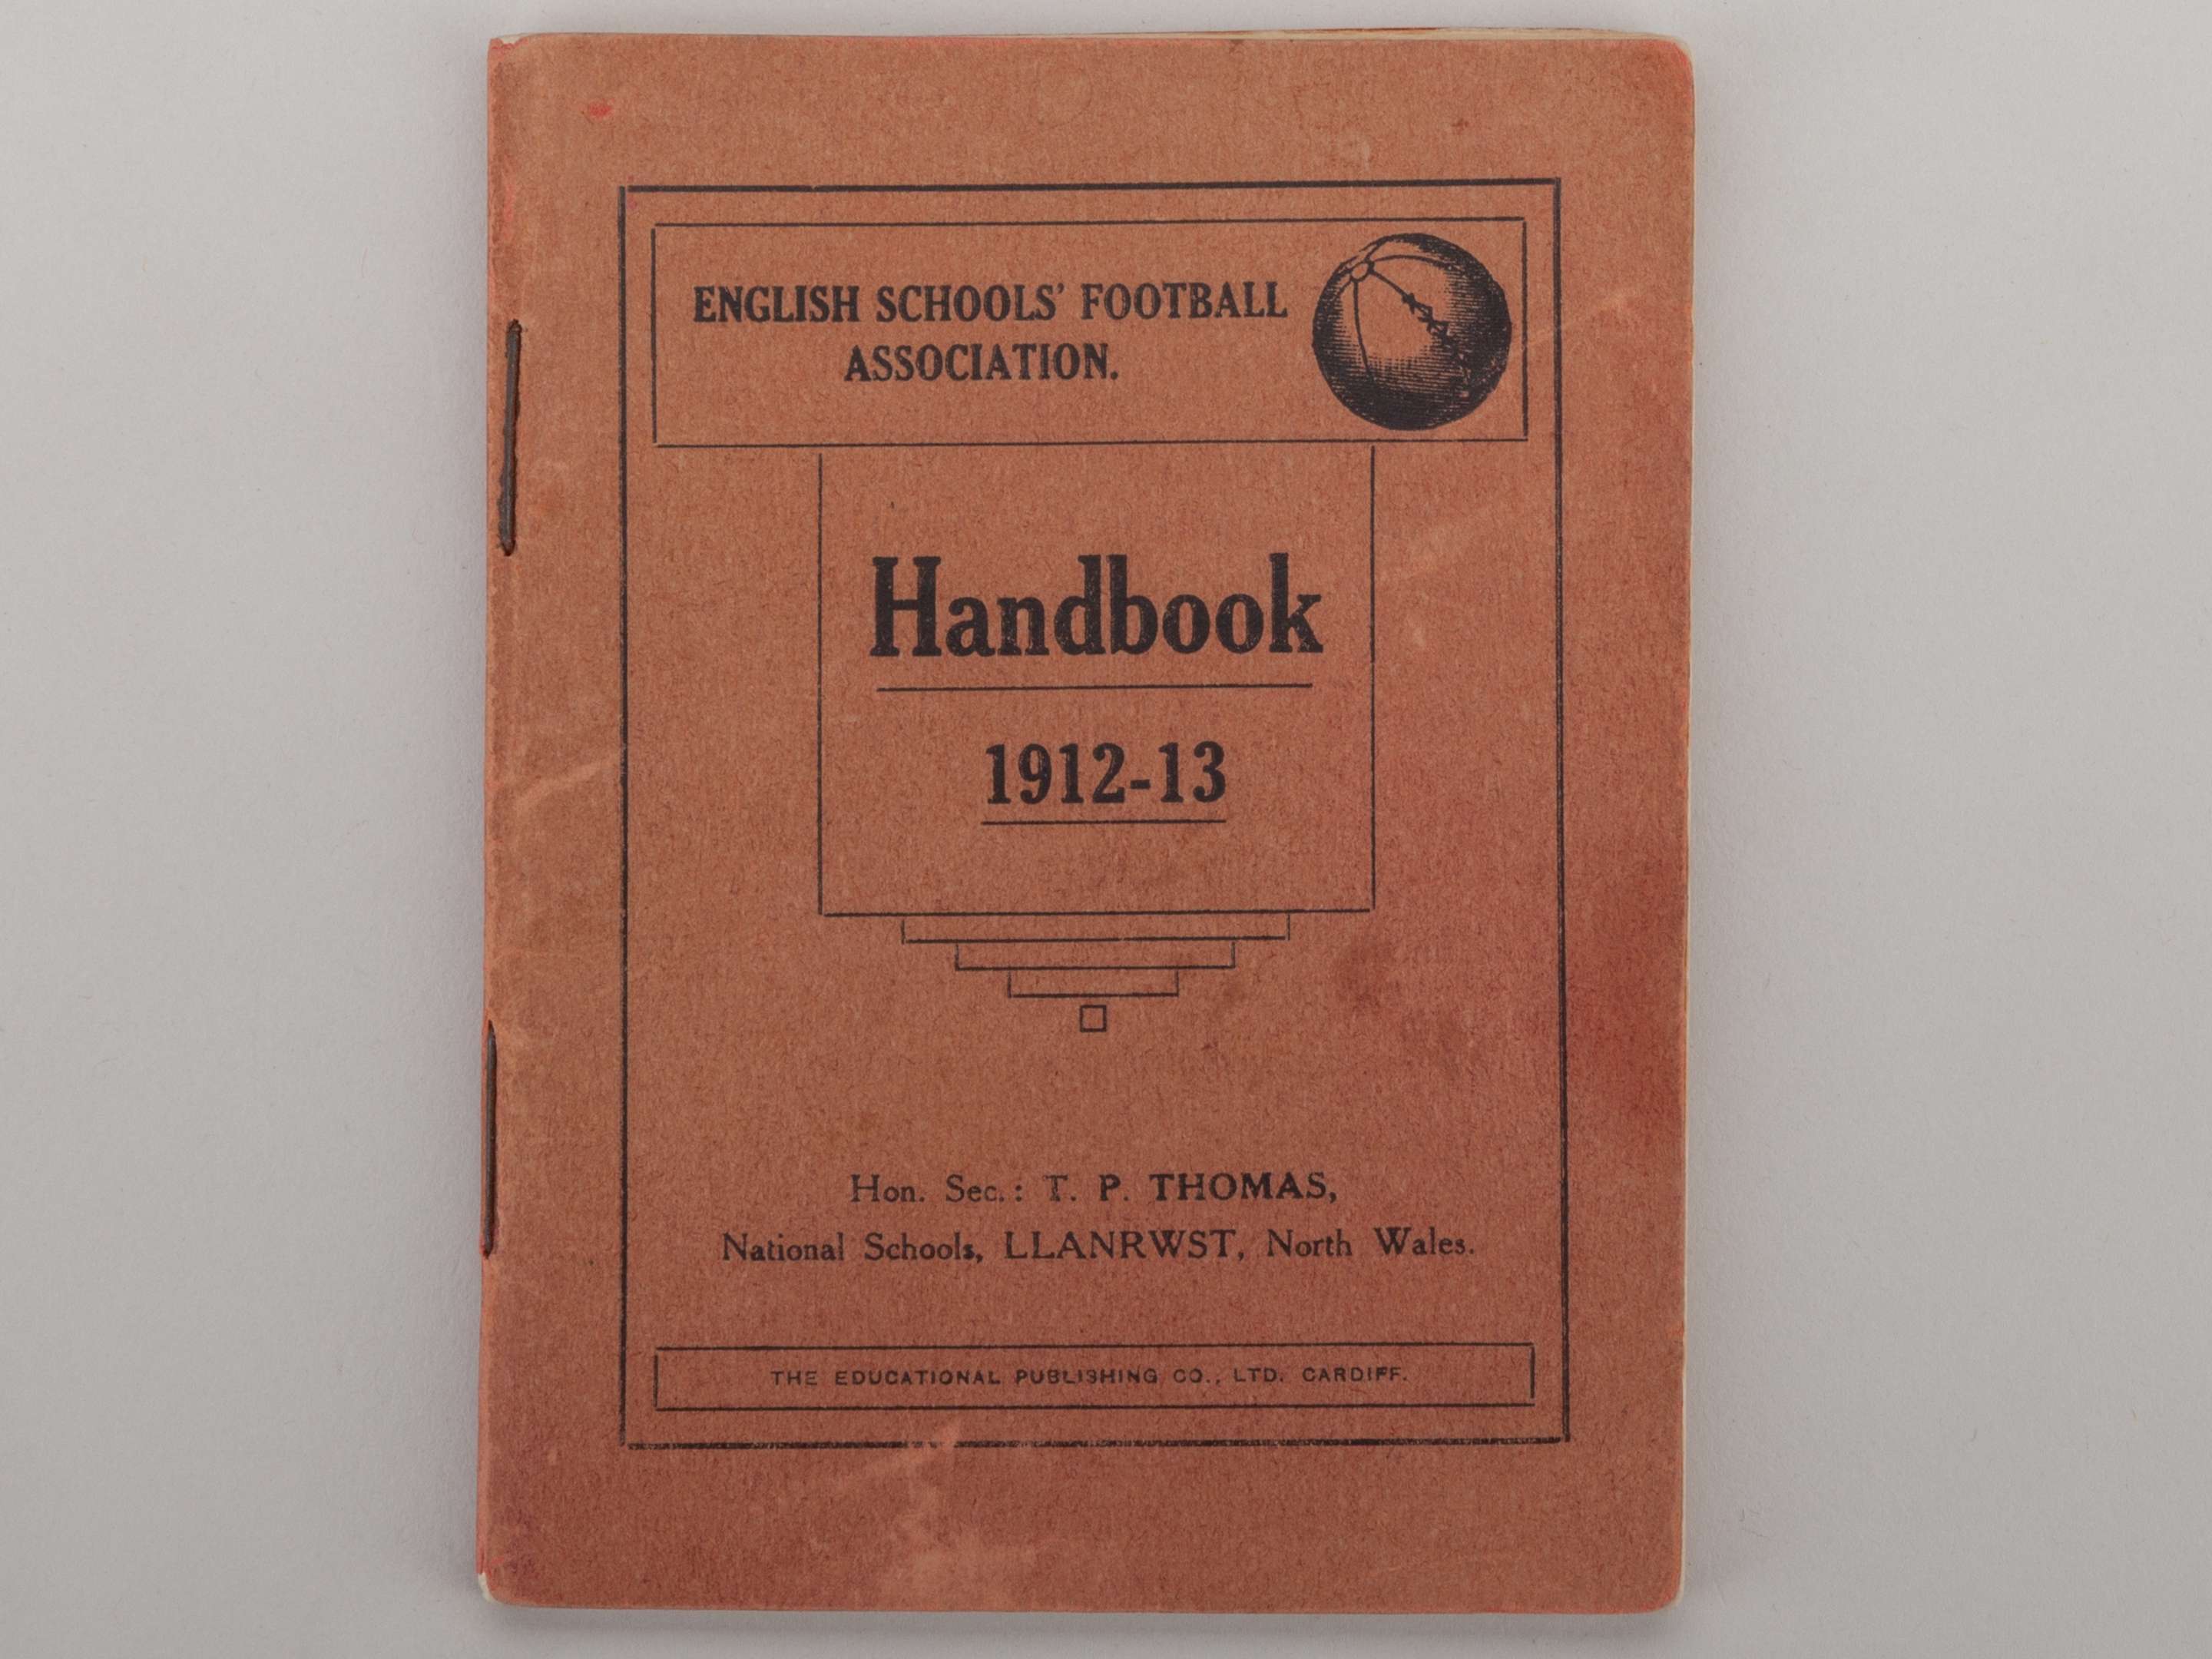 ENGLISH SCHOOLS' FOOTBALL
ASSOCIATION.
Handbook
1912-13
Hon. Sec.: T. P. THOMAS,
National Schools, LLANRWST, North Wales.
THE EDUCATIONAL PUBLISHING CO., LTD. CARDIFF.